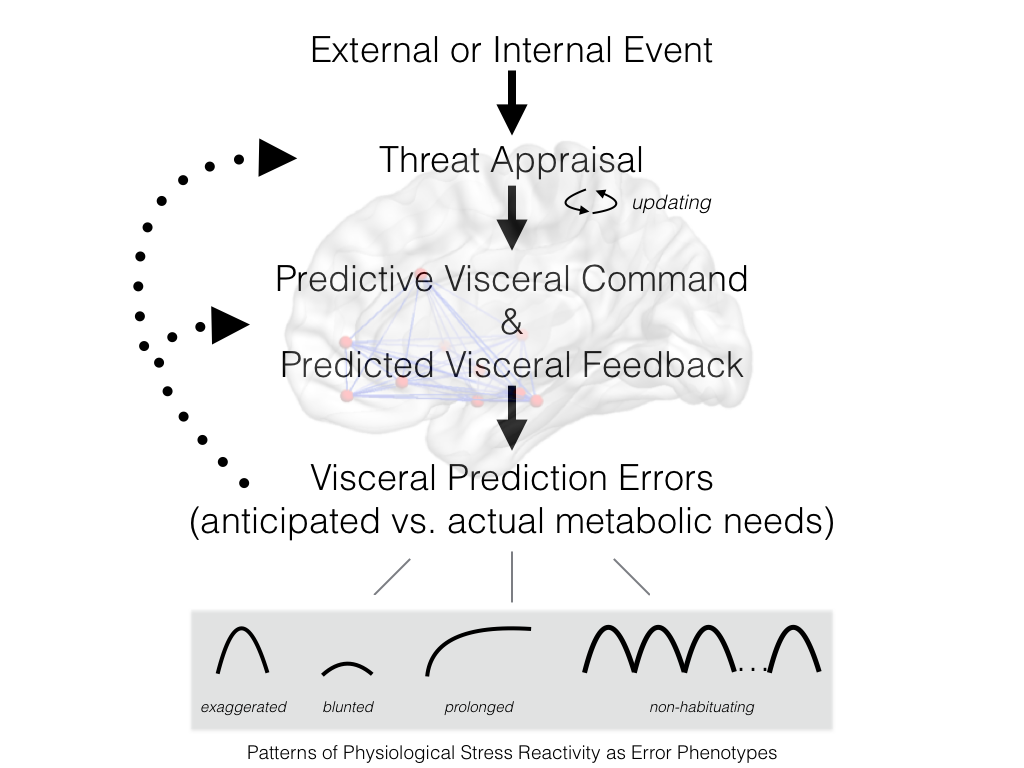 External or Internal Event
Threat Appraisal
updating
Predictive Visceral Command
&
Predicted Visceral Feedback
Visceral Prediction Errors
(anticipated vs. actual metabolic needs)
...
exaggerated blunted prolonged non-habituating
Patterns of Physiological Stress Reactivity as Error Phenotypes